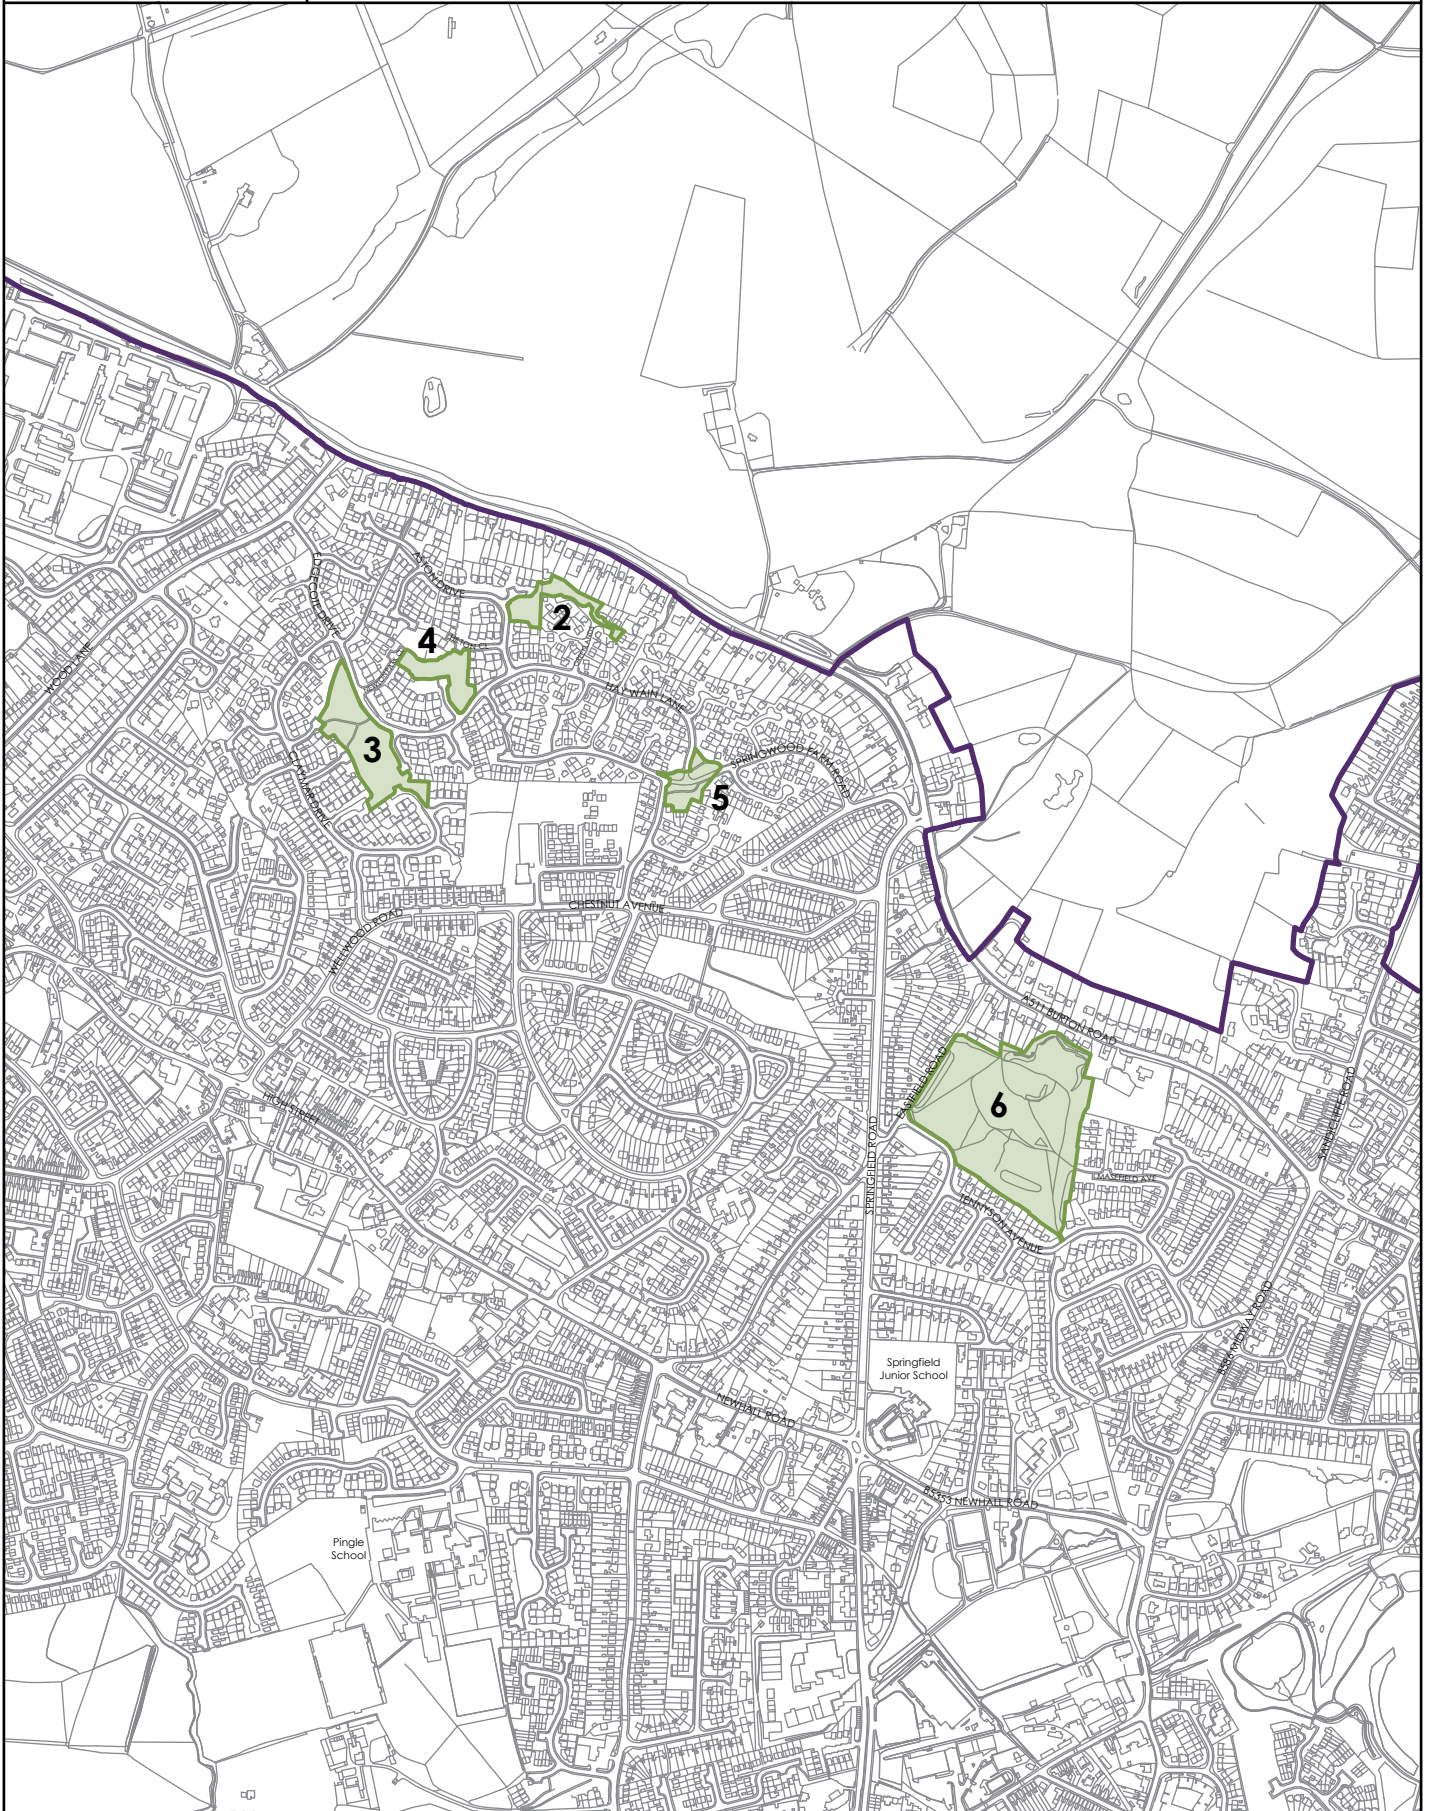 ASTON DRIVE
EDGECOTE DRIVE
2
4
WOOD LANE
HAY WAIN LANE
3
SPRINGWOOD FARM ROAD
CLAYMAR DRIVE
5
CHESTNUT AVENUE
WELLWOOD ROAD
A511 BURTON ROAD
EASTFIELD ROAD
6
HIGH STREET
SANDCLIFFE ROAD
SPRINGFIELD ROAD
MASEFIELD AVE
TENNYSON AVENUE
B586 MIDWAY ROAD
Springfield
Junior School
NEWHALL ROAD
B5353 NEWHALL ROAD
Pingle
School